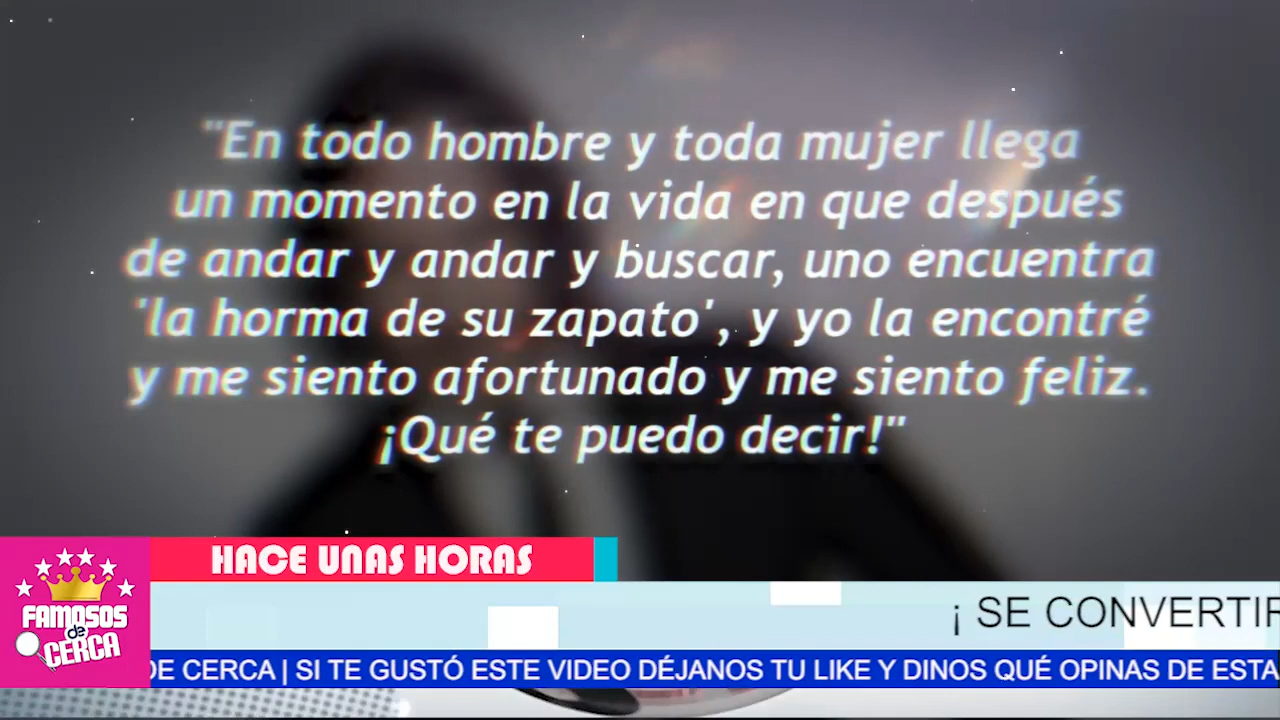 "En todo hombre y toda mujer llega
un momento en la vida en que después
de andar y andar y buscar, uno encuentra
'la horma de su zapato', y yo la encontré
y me siento afortunado y me siento feliz.
¡Qué te puedo decir!"
HACE UNAS HORAS
FAMOSOS
de
CERCA
¡ SE CONVERTIR
DE CERCA | SI TE GUSTÓ ESTE VIDEO DÉJANOS TU LIKE Y DINOS QUÉ OPINAS DE ESTA